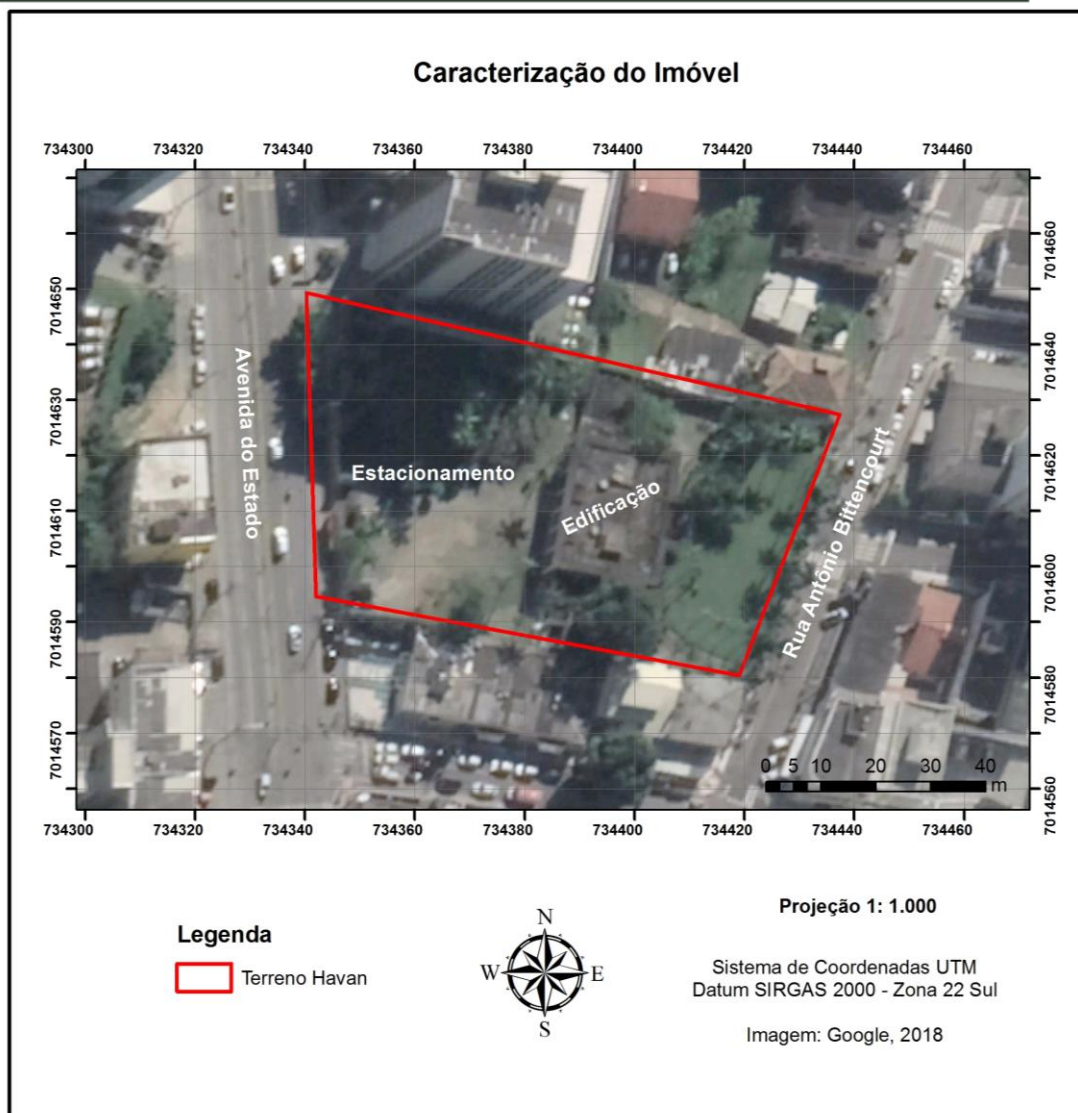 Caracterização do Imóvel
734300 734320 734340 734360 734380 734400 734420 734440 734460
7014650
7014630
7014610
7014590
7014570
7014660
7014640
7014620
7014600
7014580
7014560
Avenida do Estado
Estacionamento
Edificação
Rua Antônio Bittencourt
0 5 10 20 30 40
m
734300 734320 734340 734360 734380 734400 734420 734440 734460
Legenda
Terreno Havan
N
W E
S
Projeção 1: 1.000
Sistema de Coordenadas UTM
Datum SIRGAS 2000 - Zona 22 Sul
Imagem: Google, 2018